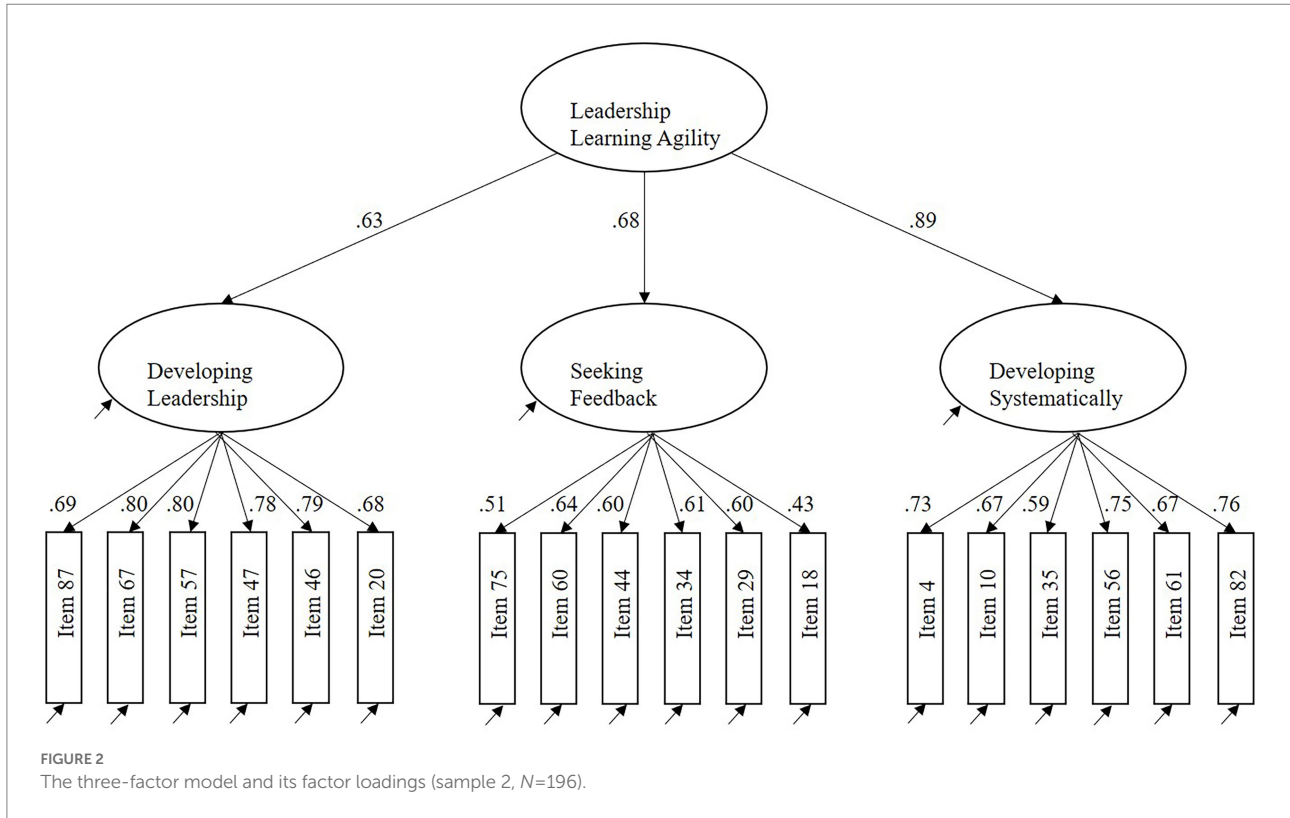 Leadership
Learning Agility
.63
.68
.89
Developing
Leadership
Seeking
Feedback
Developing
Systematically
.69 .80 .80 .78 .79 .68
.51 .64 .60 .61 .60 .43
.73 .67 .59 .75 .67 .76
Item 87
Item 67
Item 57
Item 47
Item 46
Item 20
Item 75
Item 60
Item 44
Item 34
Item 29
Item 18
Item 4
Item 10
Item 35
Item 56
Item 61
Item 82
FIGURE 2
The three-factor model and its factor loadings (sample 2, N=196).